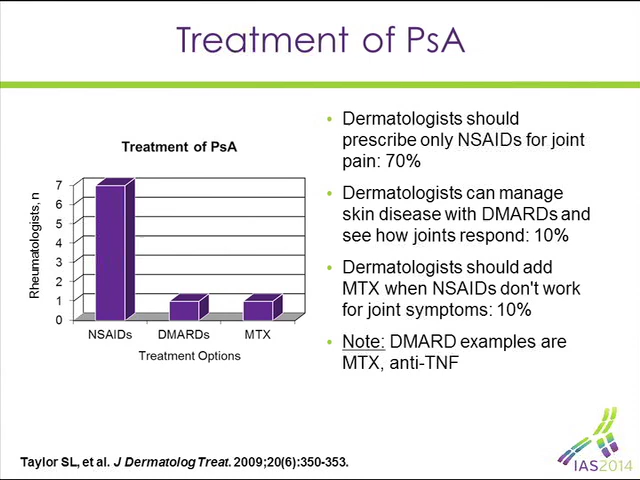 Treatment of PsA
Treatment of PsA
Rheumatologists, n
7
6
5
4
3
2
1
0
NSAIDs DMARDs MTX
Treatment Options
• Dermatologists should
prescribe only NSAIDs for joint
pain: 70%
• Dermatologists can manage
skin disease with DMARDs and
see how joints respond: 10%
• Dermatologists should add
MTX when NSAIDs don't work
for joint symptoms: 10%
• Note: DMARD examples are
MTX, anti-TNF
Taylor SL, et al. J DermatologTreat. 2009;20(6):350-353.
IAS2014